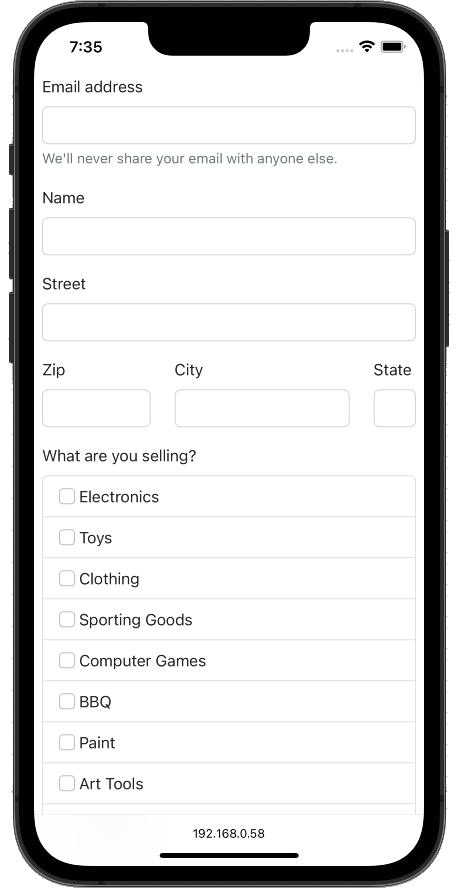 7:35
Email address
We'll never share your email with anyone else.
Name
Street
Zip City State
What are you selling?
Electronics
Toys
Clothing
Sporting Goods
Computer Games
BBQ
Paint
Art Tools
192.168.0.58